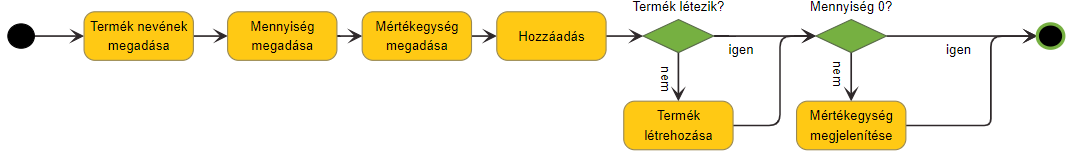 Termék nevének
megadása
Mennyiség
megadása
Mértékegység
megadása
Hozzáadás
Termék létezik?
igen
nem
Termék
létrehozása
Mennyiség 0?
igen
nem
Mértékegység
megjelenítése